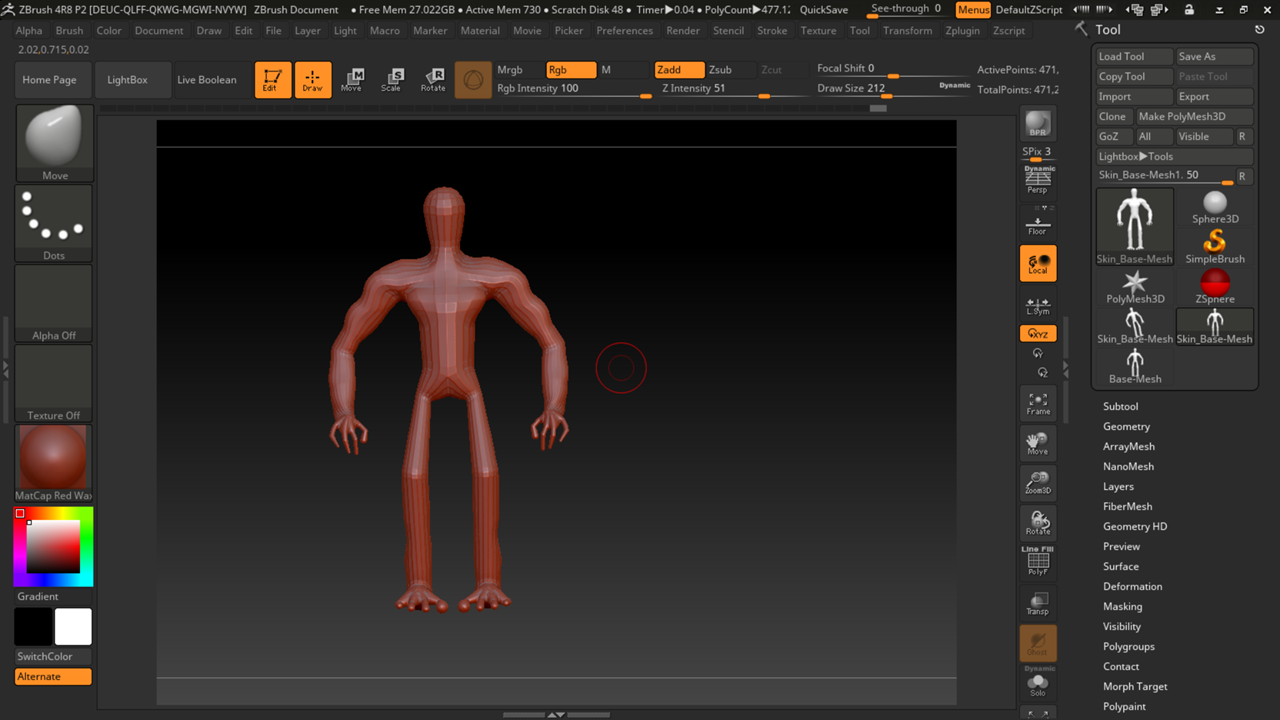 ZBrush 4R8 P2 [DEUC-QLFF-QKWG-MGWI-NVYW] ZBrush Document • Free Mem 27.022GB • Active Mem 730 • Scratch Disk 48 • Timer▶0.04 • PolyCount▶477.1: QuickSave See-through 0 Menus DefaultZScript
Alpha Brush Color Document Draw Edit File Layer Light Macro Marker Material Movie Picker Preferences Render Stencil Stroke Texture Tool Transform Zplugin Zscript
2.02,0.715,0.02
Home Page LightBox Live Boolean Edit Draw Move Scale Rotate
Mrgb Rgb M Zadd Zsub Zcut Focal Shift 0 ActivePoints: 471,
Rgb Intensity 100 Z Intensity 51 Draw Size 212 Dynamic TotalPoints: 471,2
Move
Dots
Alpha Off
Texture Off
MatCap Red Wax
Gradient
SwitchColor
Alternate
BPR
SPix 3
Dynamic
Persp
Floor
Local
L.Sym
XYZ
Frame
Move
Zoom3D
Rotate
Line Fill
PolyF
Transp
Ghost
Dynamic
Solo
Tool
Load Tool Save As
Copy Tool Paste Tool
Import Export
Clone Make PolyMesh3D
GoZ All Visible R
Lightbox▶Tools
Skin_Base-Mesh1. 50 R
Skin_Base-Mesh Sphere3D
SimpleBrush
PolyMesh3D ZSphere
Skin_Base-Mesh Skin_Base-Mesh
Base-Mesh
Subtool
Geometry
ArrayMesh
NanoMesh
Layers
FiberMesh
Geometry HD
Preview
Surface
Deformation
Masking
Visibility
Polygroups
Contact
Morph Target
Polypaint